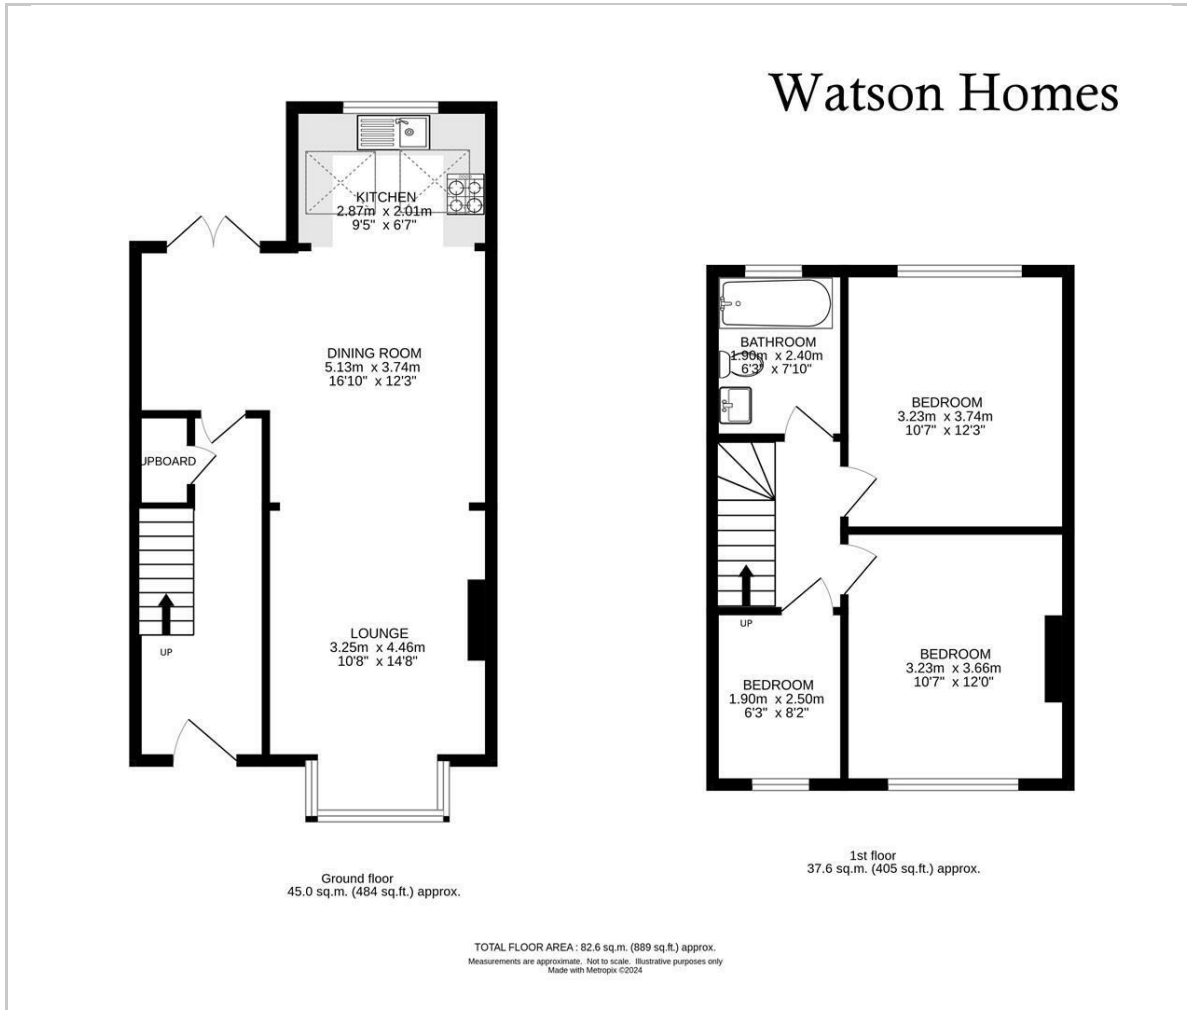 Watson Homes
KITCHEN
2.87m x 2.01m
9'5" x 6'7"
DINING ROOM
5.13m x 3.74m
16'10" x 12'3"
UPBOARD
UP
LOUNGE
3.25m x 4.46m
10'8" x 14'8"
Ground floor
45.0 sq.m. (484 sq.ft.) approx.
BATHROOM
1.90m x 2.40m
6'3" x 7'10"
BEDROOM
3.23m x 3.74m
10'7" x 12'3"
UP
BEDROOM
1.90m x 2.50m
6'3" x 8'2"
BEDROOM
3.23m x 3.66m
10'7" x 12'0"
1st floor
37.6 sq.m. (405 sq.ft.) approx.
TOTAL FLOOR AREA : 82.6 sq.m. (889 sq.ft.) approx.
Measurements are approximate. Not to scale. Illustrative purposes only
Made with Metropix ©2024